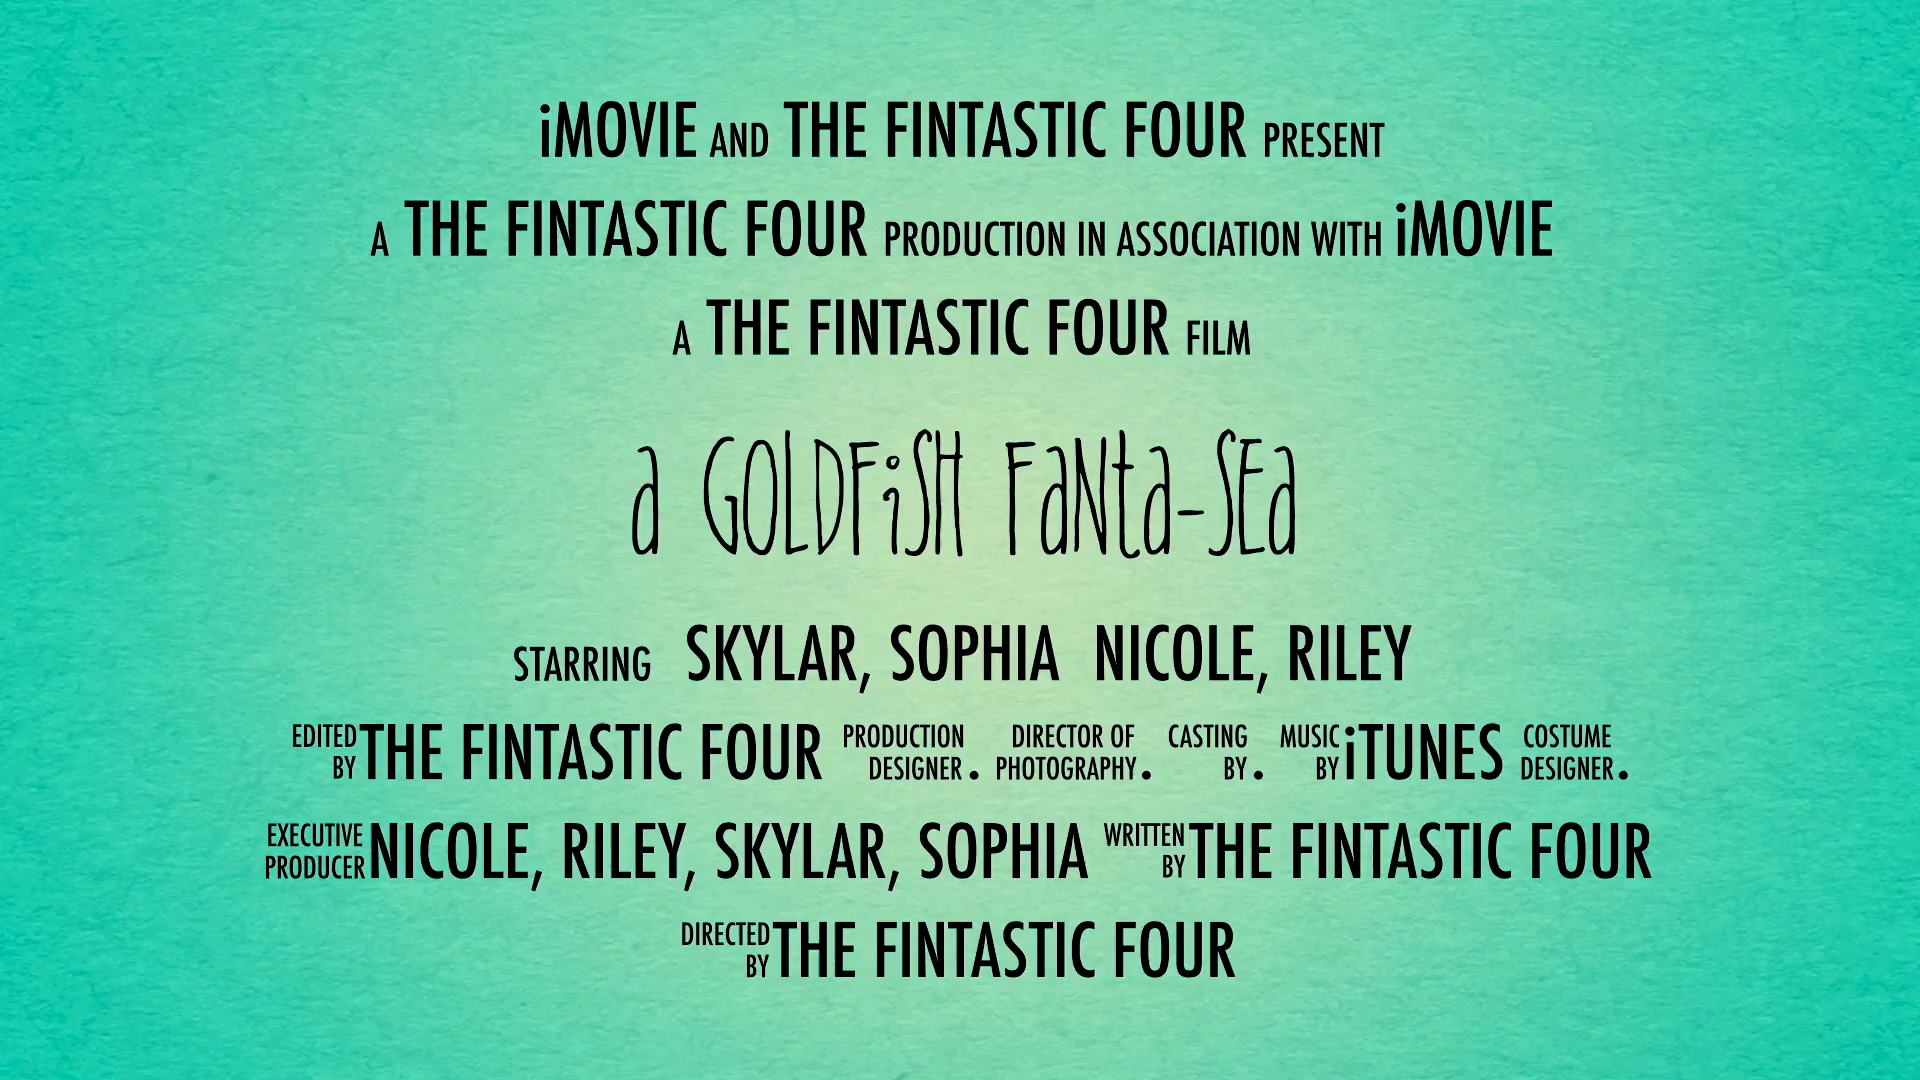 iMOVIE AND THE FINTASTIC FOUR PRESENT
A THE FINTASTIC FOUR PRODUCTION IN ASSOCIATION WITH iMOVIE
A THE FINTASTIC FOUR FILM
a GOLDFiSH FaNta-SEa
STARRING SKYLAR, SOPHIA NICOLE, RILEY
EDITED BY THE FINTASTIC FOUR PRODUCTION DESIGNER . DIRECTOR OF PHOTOGRAPHY . CASTING BY . MUSIC BY iTUNES COSTUME DESIGNER .
EXECUTIVE PRODUCER NICOLE, RILEY, SKYLAR, SOPHIA WRITTEN BY THE FINTASTIC FOUR
DIRECTED BY THE FINTASTIC FOUR